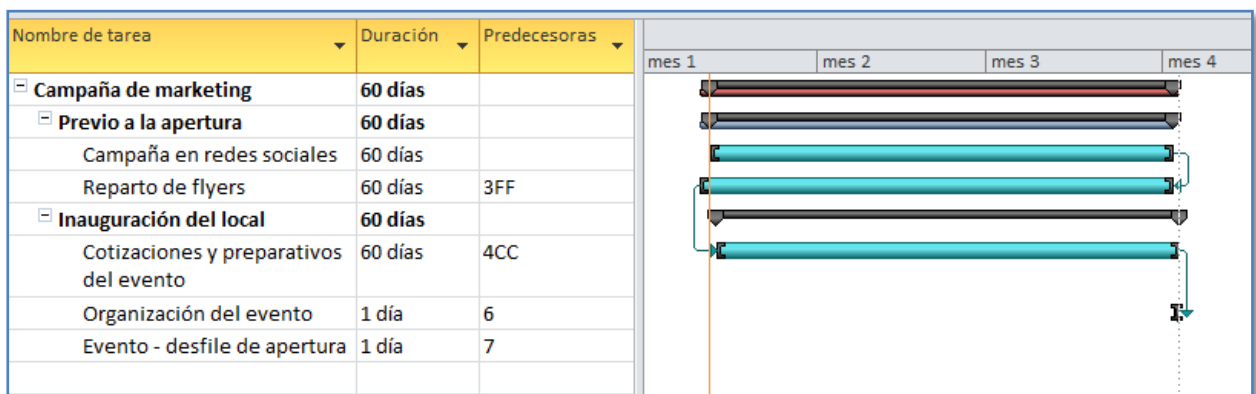 Nombre de tarea Duración Predecesoras
mes 1 mes 2 mes 3 mes 4
Campaña de marketing 60 días
Previo a la apertura 60 días
Campaña en redes sociales 60 días
Reparto de flyers 60 días 3FF
Inauguración del local 60 días
Cotizaciones y preparativos 60 días 4CC
del evento
Organización del evento 1 día 6
Evento - desfile de apertura 1 día 7